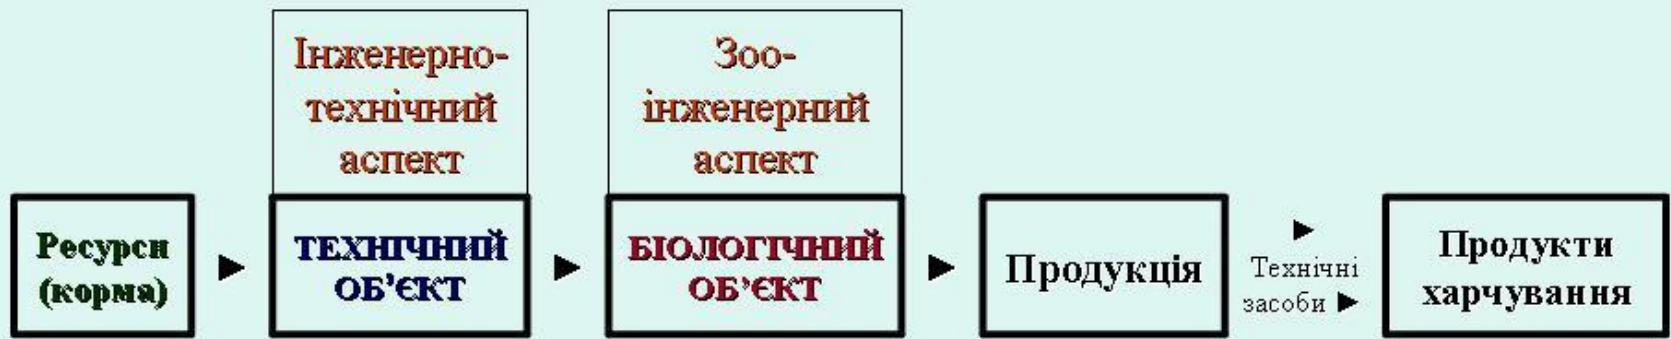 Інженерно-
технічний
аспект
Зоо-
інженерний
аспект
Ресурси
(корма)
ТЕХНІЧНИЙ
ОБ’ЄКТ
БІОЛОГІЧНИЙ
ОБ’ЄКТ
Продукція
Технічні
засоби
Продукти
харчування